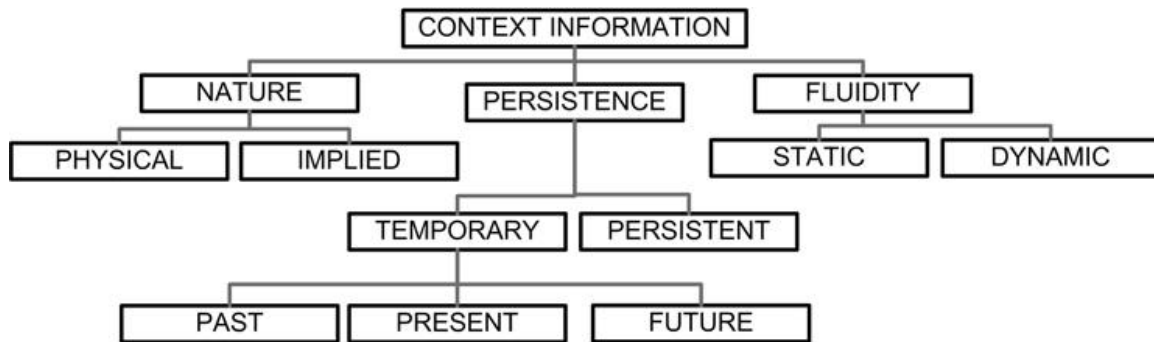 CONTEXT INFORMATION
NATURE
PERSISTENCE
FLUIDITY
PHYSICAL
IMPLIED
STATIC
DYNAMIC
TEMPORARY
PERSISTENT
PAST
PRESENT
FUTURE